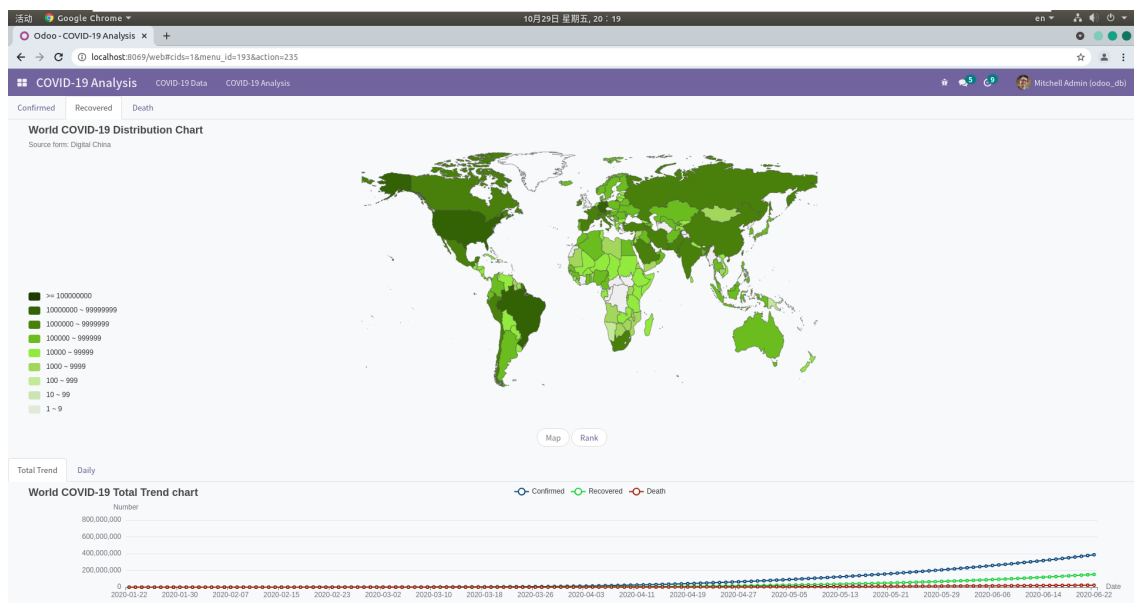 活动 Google Chrome ▾ 10月29日 星期五, 20：19 en ▾
Odoo - COVID-19 Analysis × +
localhost:8069/web#cids=1&menu_id=193&action=235
COVID-19 Analysis COVID-19 Data COVID-19 Analysis 5 9 Mitchell Admin (odoo_db)
Confirmed Recovered Death
World COVID-19 Distribution Chart
Source form: Digital China
>= 100000000
10000000 ~ 99999999
1000000 ~ 9999999
100000 ~ 999999
10000 ~ 99999
1000 ~ 9999
100 ~ 999
10 ~ 99
1 ~ 9
Map Rank
Total Trend Daily
World COVID-19 Total Trend chart Confirmed Recovered Death
Number
800,000,000
600,000,000
400,000,000
200,000,000
0 Date
2020-01-22 2020-01-30 2020-02-07 2020-02-15 2020-02-23 2020-03-02 2020-03-10 2020-03-18 2020-03-26 2020-04-03 2020-04-11 2020-04-19 2020-04-27 2020-05-05 2020-05-13 2020-05-21 2020-05-29 2020-06-06 2020-06-14 2020-06-22